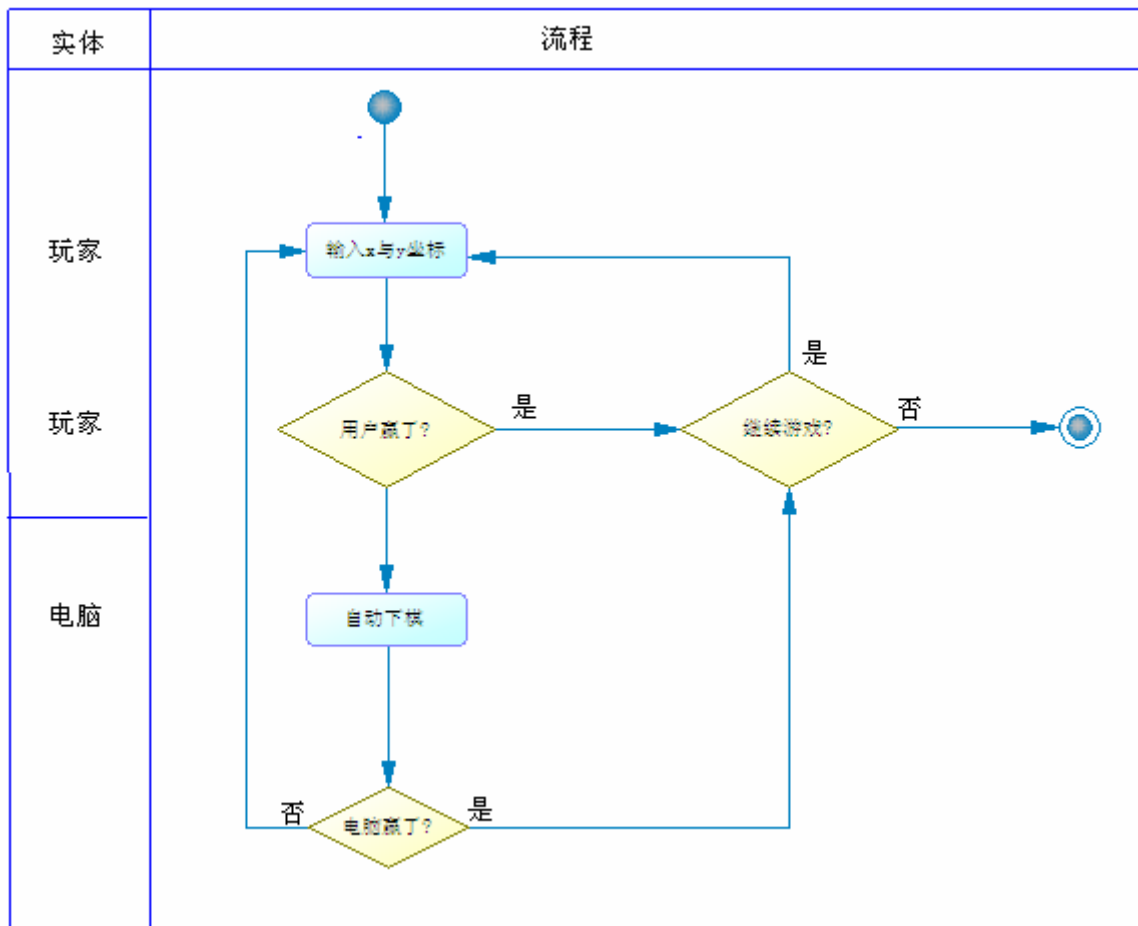 实体
流程
玩家
输入x与y坐标
是
玩家
用户赢了?
是
继续游戏?
否
电脑
自动下棋
否
电脑赢了?
是